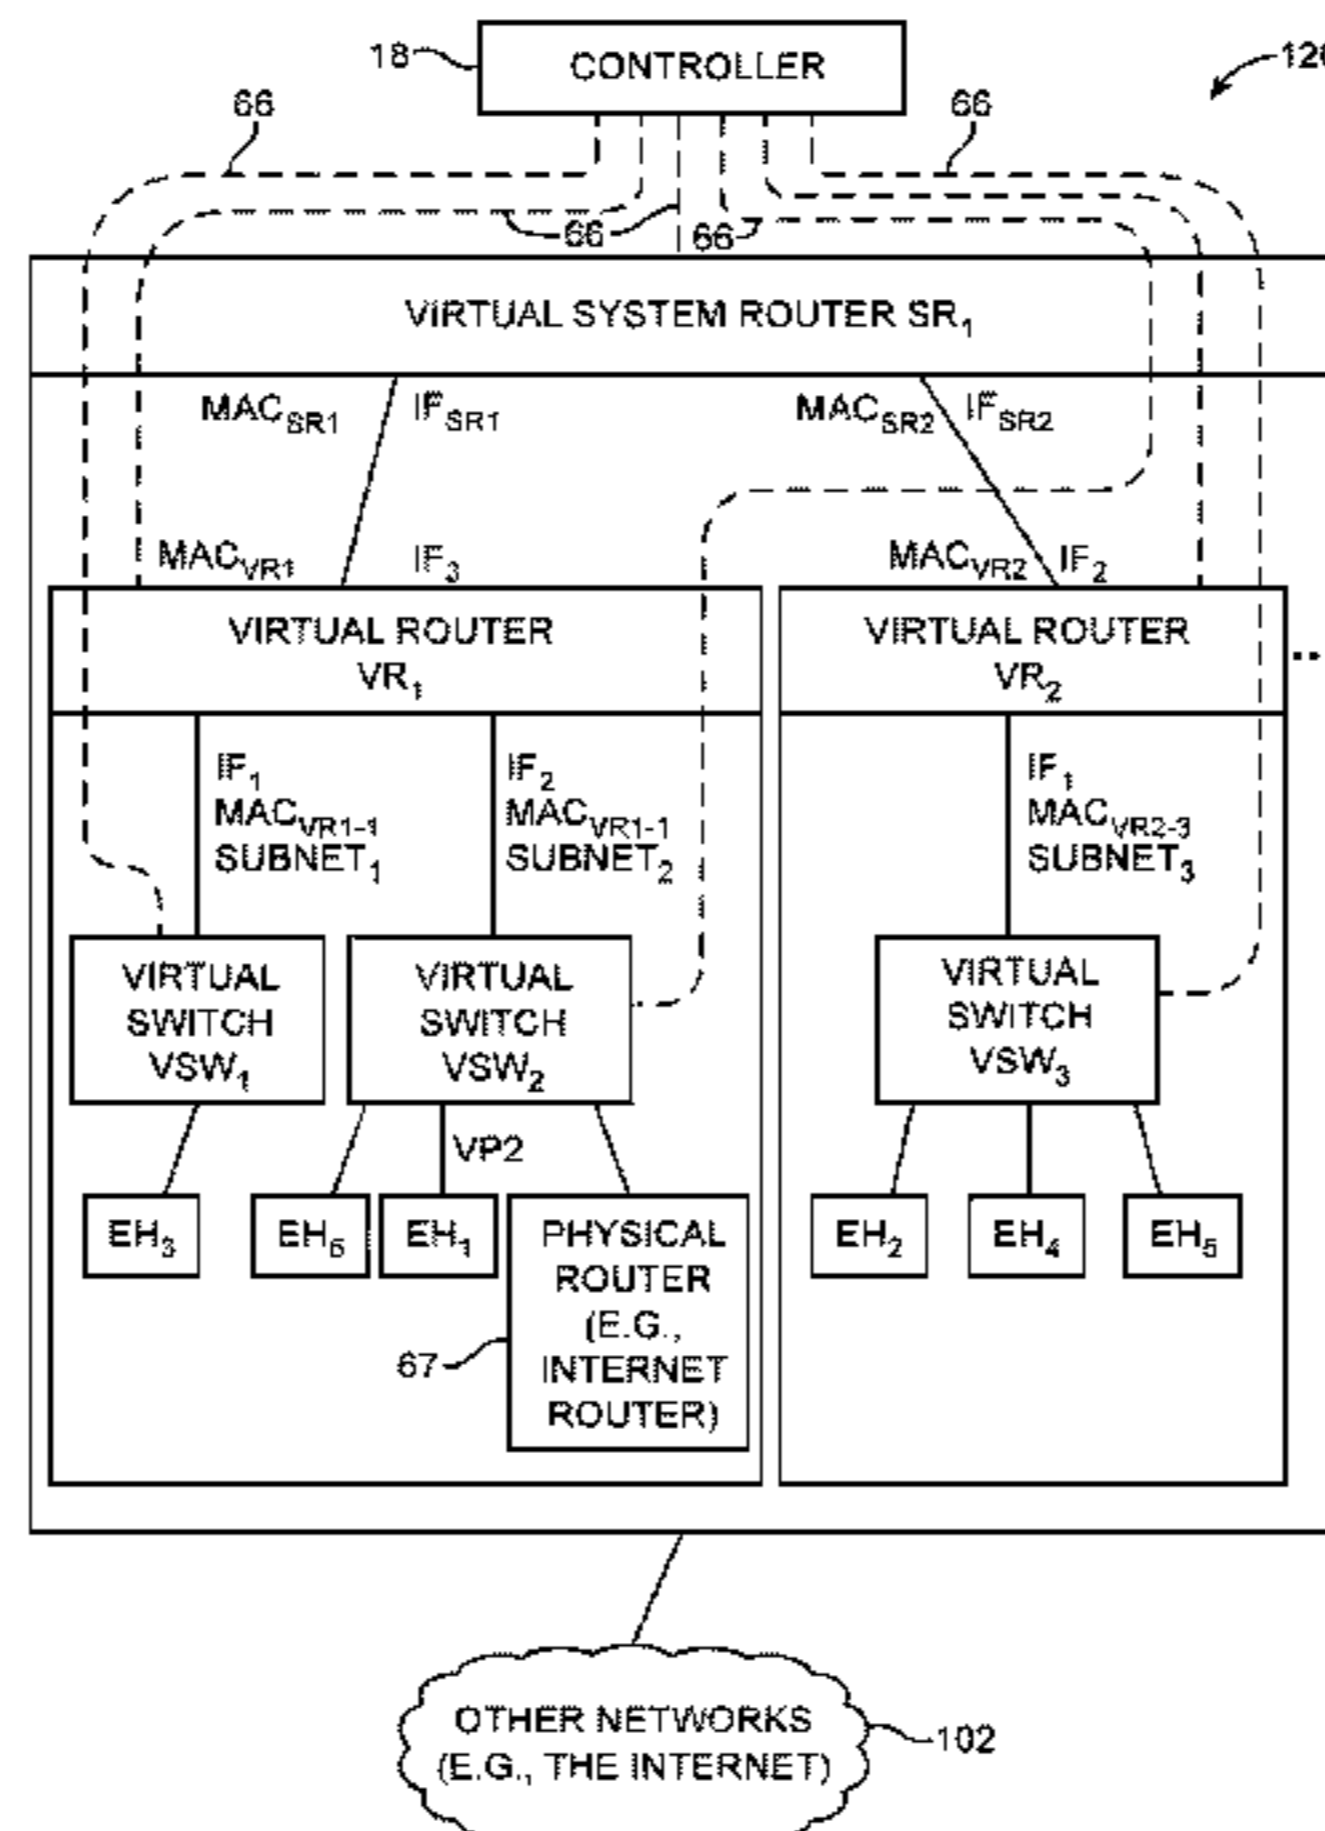 18
CONTROLLER
66
66
66
66
VIRTUAL SYSTEM ROUTER SR1
MACSR1
IFSR1
MACSR2
IFSR2
MACVR1
IF3
MACVR2
IF2
VIRTUAL ROUTER
VR1
VIRTUAL ROUTER
VR2
IF1
MACVR1-1
SUBNET1
IF2
MACVR1-1
SUBNET2
IF1
MACVR2-3
SUBNET3
VIRTUAL
SWITCH
VSW1
VIRTUAL
SWITCH
VSW2
VIRTUAL
SWITCH
VSW3
VP2
EH3
EH6
EH1
PHYSICAL
ROUTER
(E.G.,
INTERNET
ROUTER)
67
EH2
EH4
EH5
OTHER NETWORKS
(E.G., THE INTERNET)
102